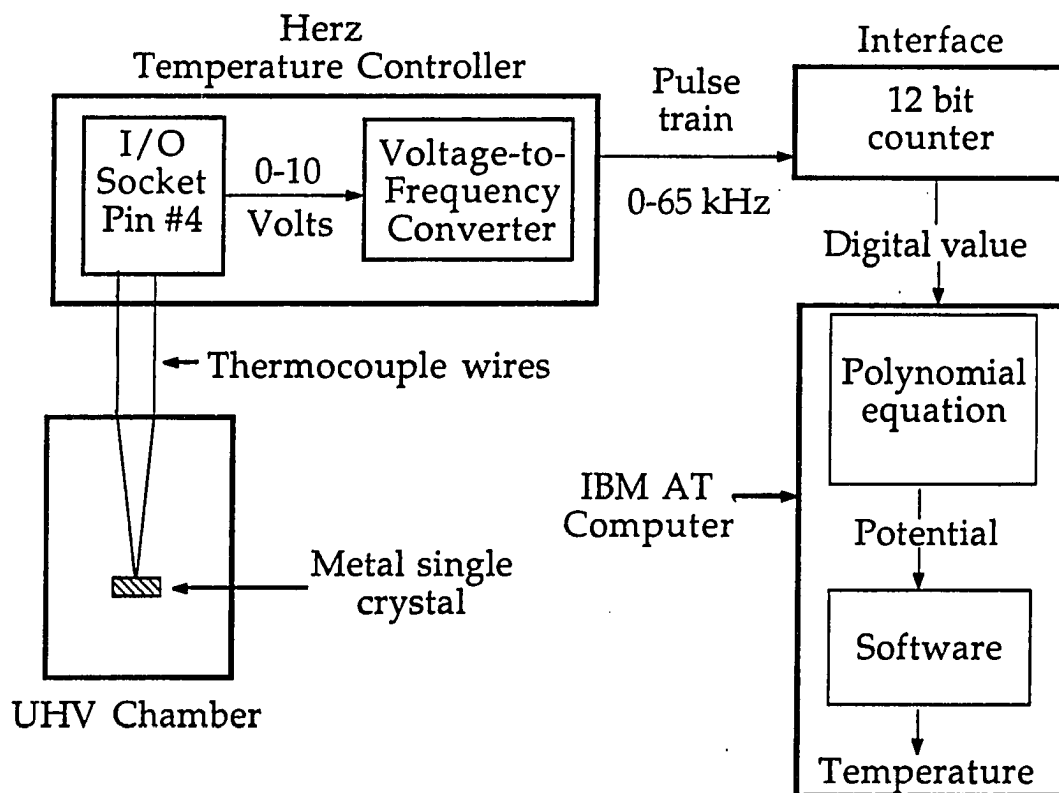 Herz
Temperature Controller
I/O
Socket
Pin #4
0-10
Volts
Voltage-to-
Frequency
Converter
Pulse
train
0-65 kHz
Interface
12 bit
counter
Digital value
Thermocouple wires
Polynomial
equation
IBM AT
Computer
Potential
Metal single
crystal
Software
UHV Chamber
Temperature